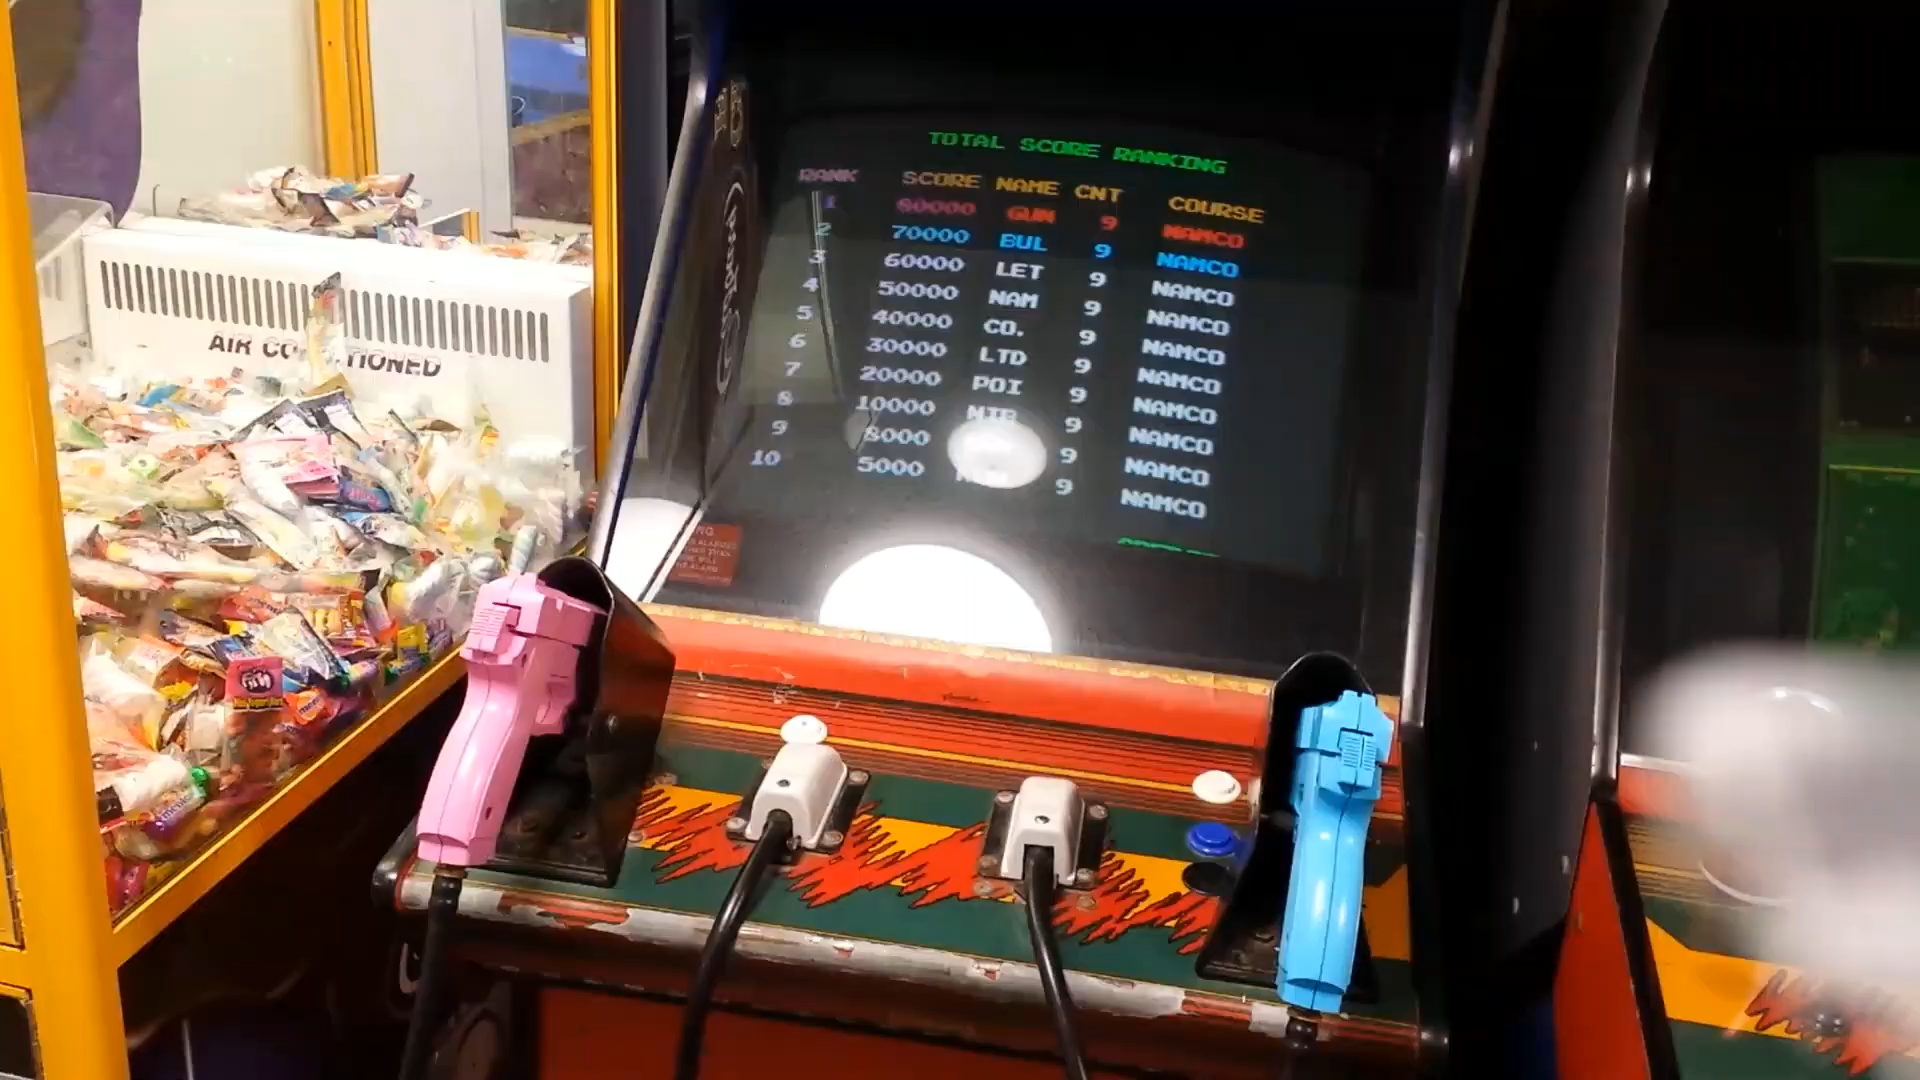 TOTAL SCORE RANKING
RANK SCORE NAME CNT COURSE
1 80000 GUN 9 NAMCO
2 70000 BUL 9 NAMCO
3 60000 LET 9 NAMCO
4 50000 NAM 9 NAMCO
5 40000 CO. 9 NAMCO
6 30000 LTD 9 NAMCO
7 20000 POI 9 NAMCO
8 10000 9 NAMCO
9 8000 9 NAMCO
10 5000 9 NAMCO
AIR CO ITIONED